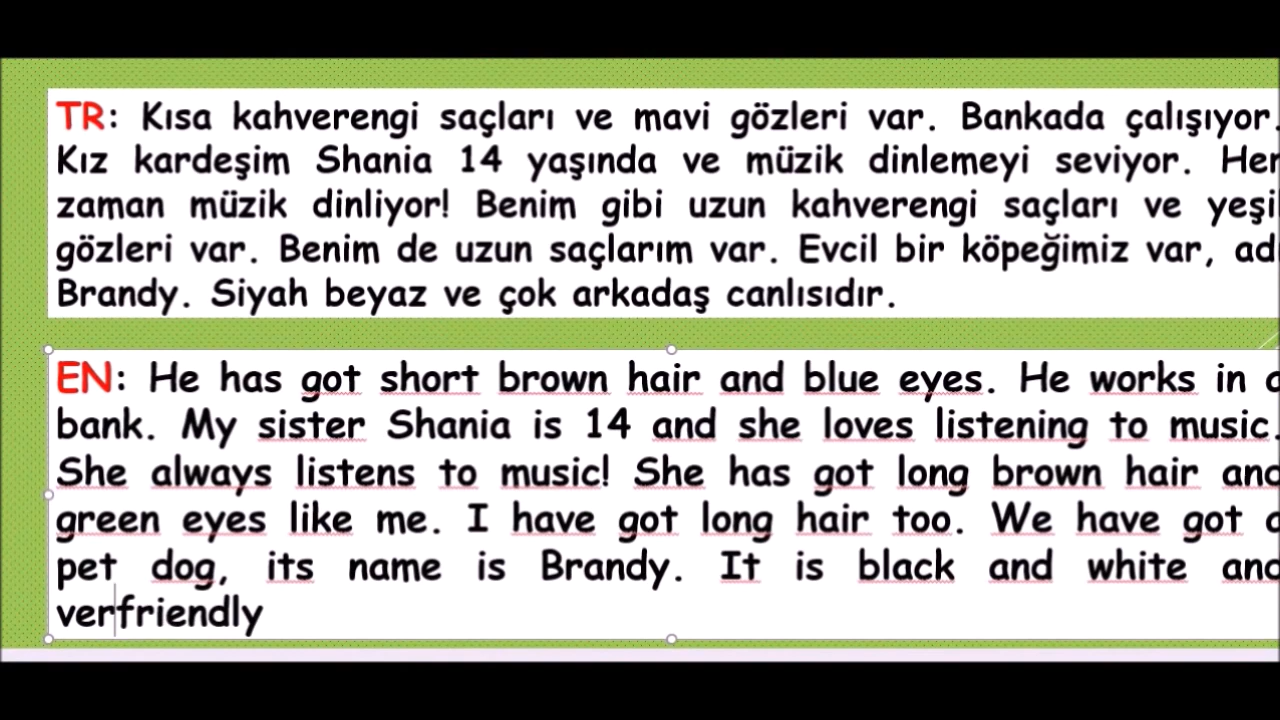 TR: Kısa kahverengi saçları ve mavi gözleri var. Bankada çalışıyor.
Kız kardeşim Shania 14 yaşında ve müzik dinlemeyi seviyor. Her
zaman müzik dinliyor! Benim gibi uzun kahverengi saçları ve yeşi
gözleri var. Benim de uzun saçlarım var. Evcil bir köpeğimiz var, ad
Brandy. Siyah beyaz ve çok arkadaş canlısıdır.
EN: He has got short brown hair and blue eyes. He works in a
bank. My sister Shania is 14 and she loves listening to music.
She always listens to music! She has got long brown hair and
green eyes like me. I have got long hair too. We have got a
pet dog, its name is Brandy. It is black and white and
verfriendly